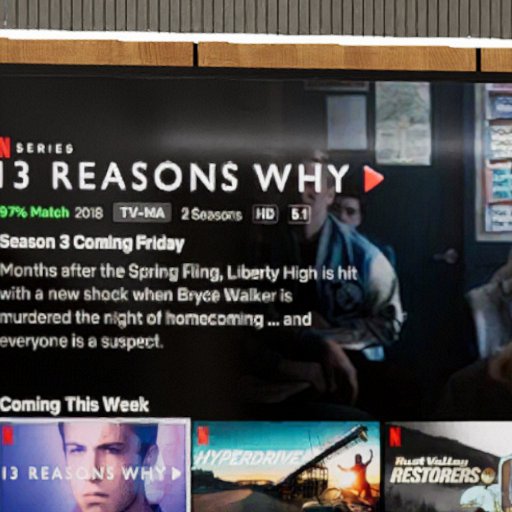 N SERIES
13 REASONS WHY
97% Match 2018 TV-MA 2 Seasons HD 5.1
Season 3 Coming Friday
Months after the Spring Fling, Liberty High is hit
with a new shock when Bryce Walker is
murdered the night of homecoming ... and
everyone is a suspect.
Coming This Week
N N N
13 REASONS WHY HYPERDRIVE Rust Valley
RESTORERS